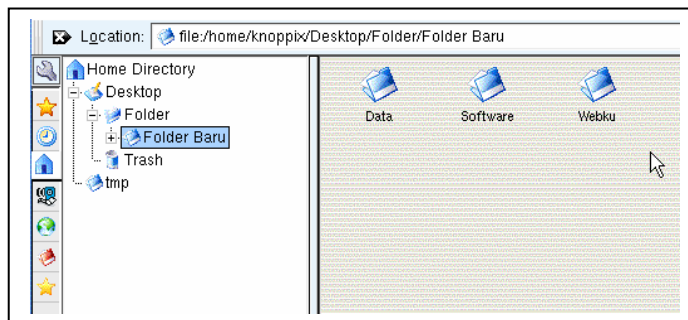 Location: file:/home/knoppix/Desktop/Folder/Folder Baru
Home Directory
Desktop
Folder
Folder Baru
Trash
tmp
Data Software Webku